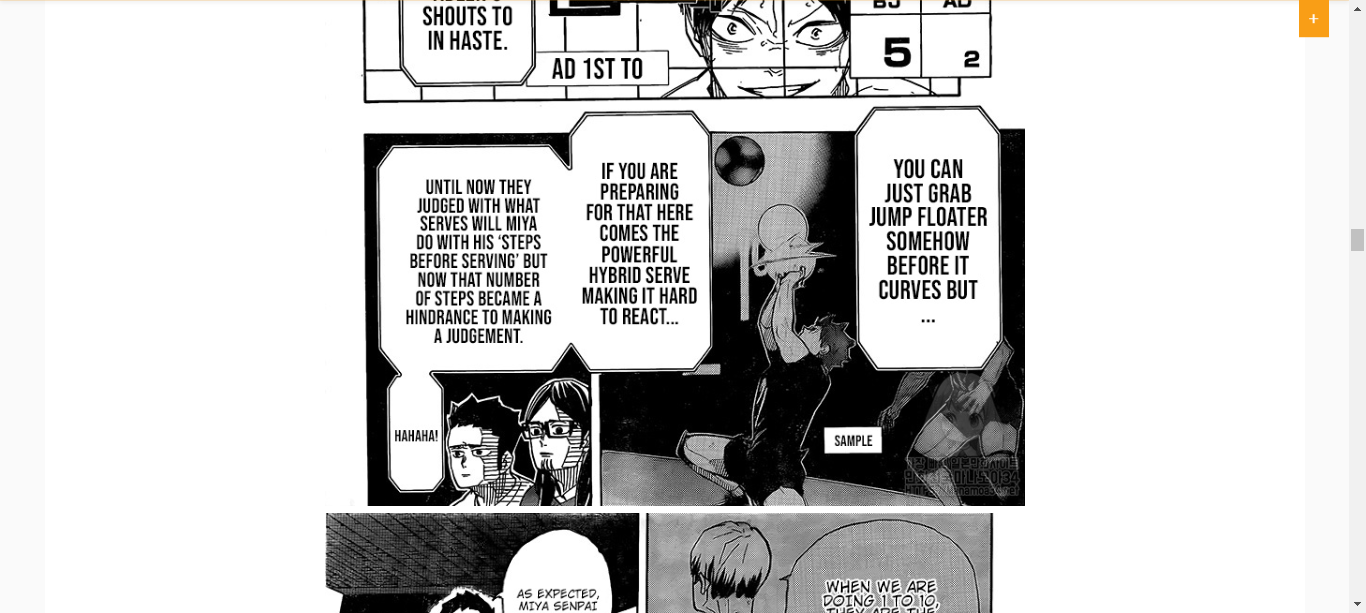 SHOUTS TO
IN HASTE.
AD 1ST TO
BJ AD
5 2
YOU CAN
JUST GRAB
JUMP FLOATER
SOMEHOW
BEFORE IT
CURVES BUT
...
IF YOU ARE
PREPARING
FOR THAT HERE
COMES THE
POWERFUL
HYBRID SERVE
MAKING IT HARD
TO REACT...
UNTIL NOW THEY
JUDGED WITH WHAT
SERVES WILL MIYA
DO WITH HIS ‘STEPS
BEFORE SERVING’ BUT
NOW THAT NUMBER
OF STEPS BECAME A
HINDRANCE TO MAKING
A JUDGEMENT.
HAHAHA!
SAMPLE
WHEN WE ARE
DOING 1 TO 10,
THEY ARE THE
AS EXPECTED,
MIYA SENPAI
+